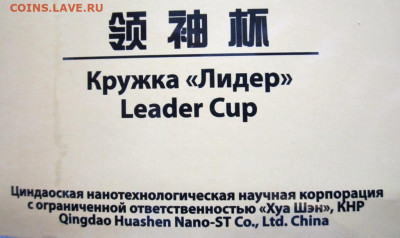 COINS.LAVE.RU
领袖杯
Кружка «Лидер»
Leader Cup
Циндаоская нанотехнологическая научная корпорация
с ограниченной ответственностью «Хуа Шэн», КНР
Qingdao Huashen Nano-ST Co., Ltd. China